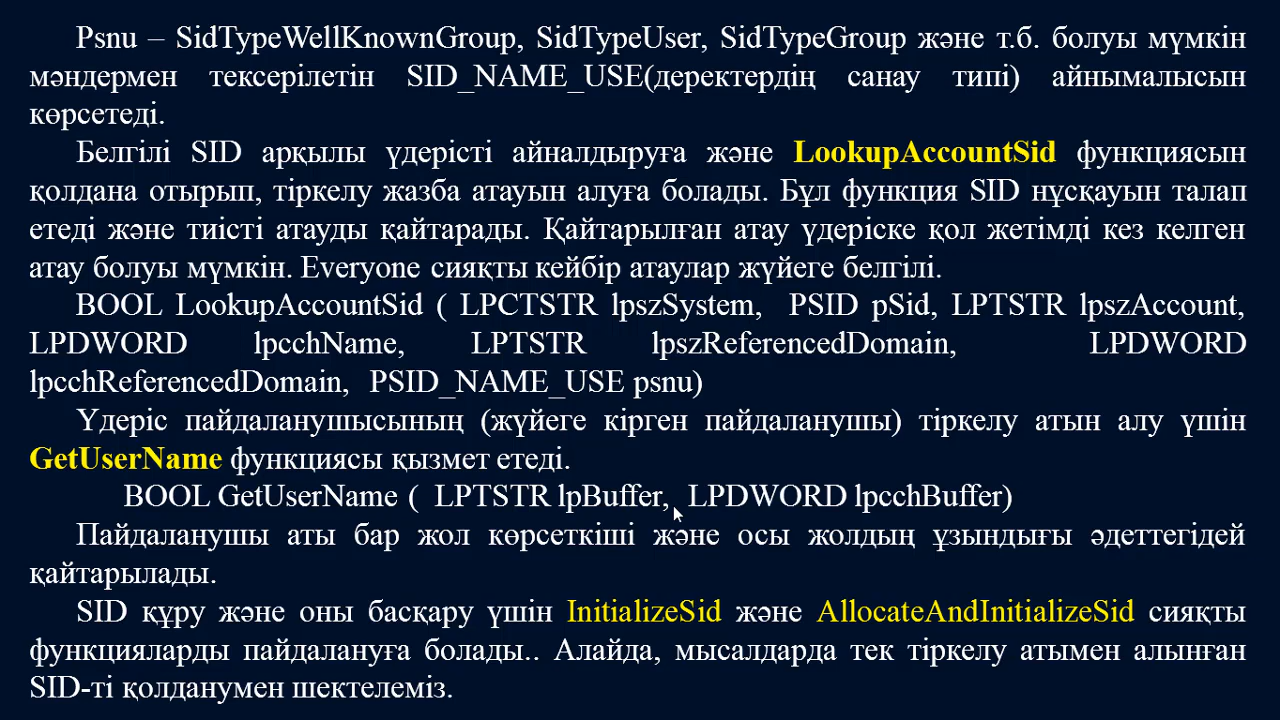 Psnu – SidTypeWellKnownGroup, SidTypeUser, SidTypeGroup және т.б. болуы мүмкін
мәндермен тексерілетін SID_NAME_USE(деректердің санау типі) айнымалысын
көрсетеді.
Белгілі SID арқылы үдерісті айналдыруға және LookupAccountSid функциясын
қолдана отырып, тіркелу жазба атауын алуға болады. Бұл функция SID нұсқауын талап
етеді және тиісті атауды қайтарады. Қайтарылған атау үдеріске қол жетімді кез келген
атау болуы мүмкін. Everyone сияқты кейбір атаулар жүйеге белгілі.
BOOL LookupAccountSid ( LPCTSTR lpszSystem, PSID pSid, LPTSTR lpszAccount,
LPDWORD lpcchName, LPTSTR lpszReferencedDomain, LPDWORD
lpcchReferencedDomain, PSID_NAME_USE psnu)
Үдеріс пайдаланушысының (жүйеге кірген пайдаланушы) тіркелу атын алу үшін
GetUserName функциясы қызмет етеді.
BOOL GetUserName ( LPTSTR lpBuffer, LPDWORD lpcchBuffer)
Пайдаланушы аты бар жол көрсеткіші және осы жолдың ұзындығы әдеттегідей
қайтарылады.
SID құру және оны басқару үшін InitializeSid және AllocateAndInitializeSid сияқты
функцияларды пайдалануға болады.. Алайда, мысалдарда тек тіркелу атымен алынған
SID-ті қолданумен шектелеміз.